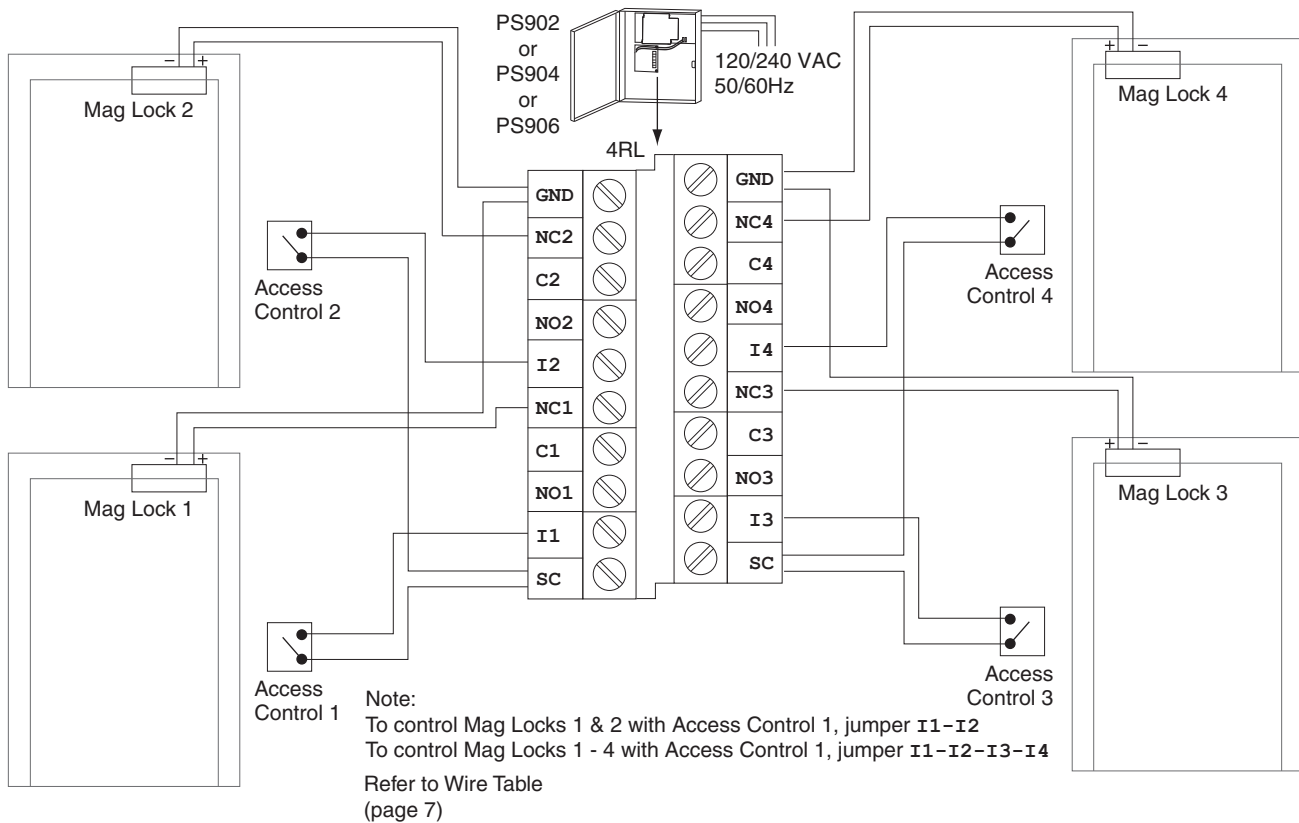 PS902
or
PS904
or
PS906
120/240 VAC
50/60Hz
4RL
− +
Mag Lock 2
+ −
Mag Lock 4
GND
NC2
C2
NO2
I2
NC1
C1
NO1
I1
SC
GND
NC4
C4
NO4
I4
NC3
C3
NO3
I3
SC
Access
Control 2
Access
Control 4
− +
Mag Lock 1
+ −
Mag Lock 3
Access
Control 1
Access
Control 3
Note:
To control Mag Locks 1 & 2 with Access Control 1, jumper I1-I2
To control Mag Locks 1 - 4 with Access Control 1, jumper I1-I2-I3-I4
Refer to Wire Table
(page 7)